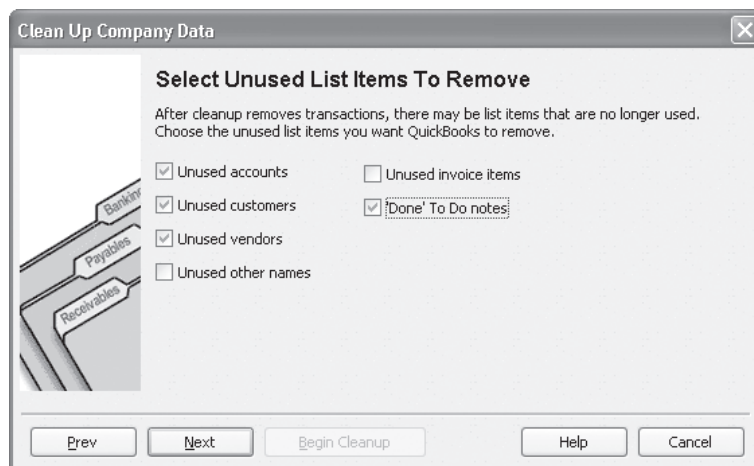 Clean Up Company Data
Select Unused List Items To Remove
After cleanup removes transactions, there may be list items that are no longer used.
Choose the unused list items you want QuickBooks to remove.
Unused accounts
Unused customers
Unused vendors
Unused other names
Unused invoice items
'Done' To Do notes
Banking
Payables
Receivables
Prev
Next
Begin Cleanup
Help
Cancel